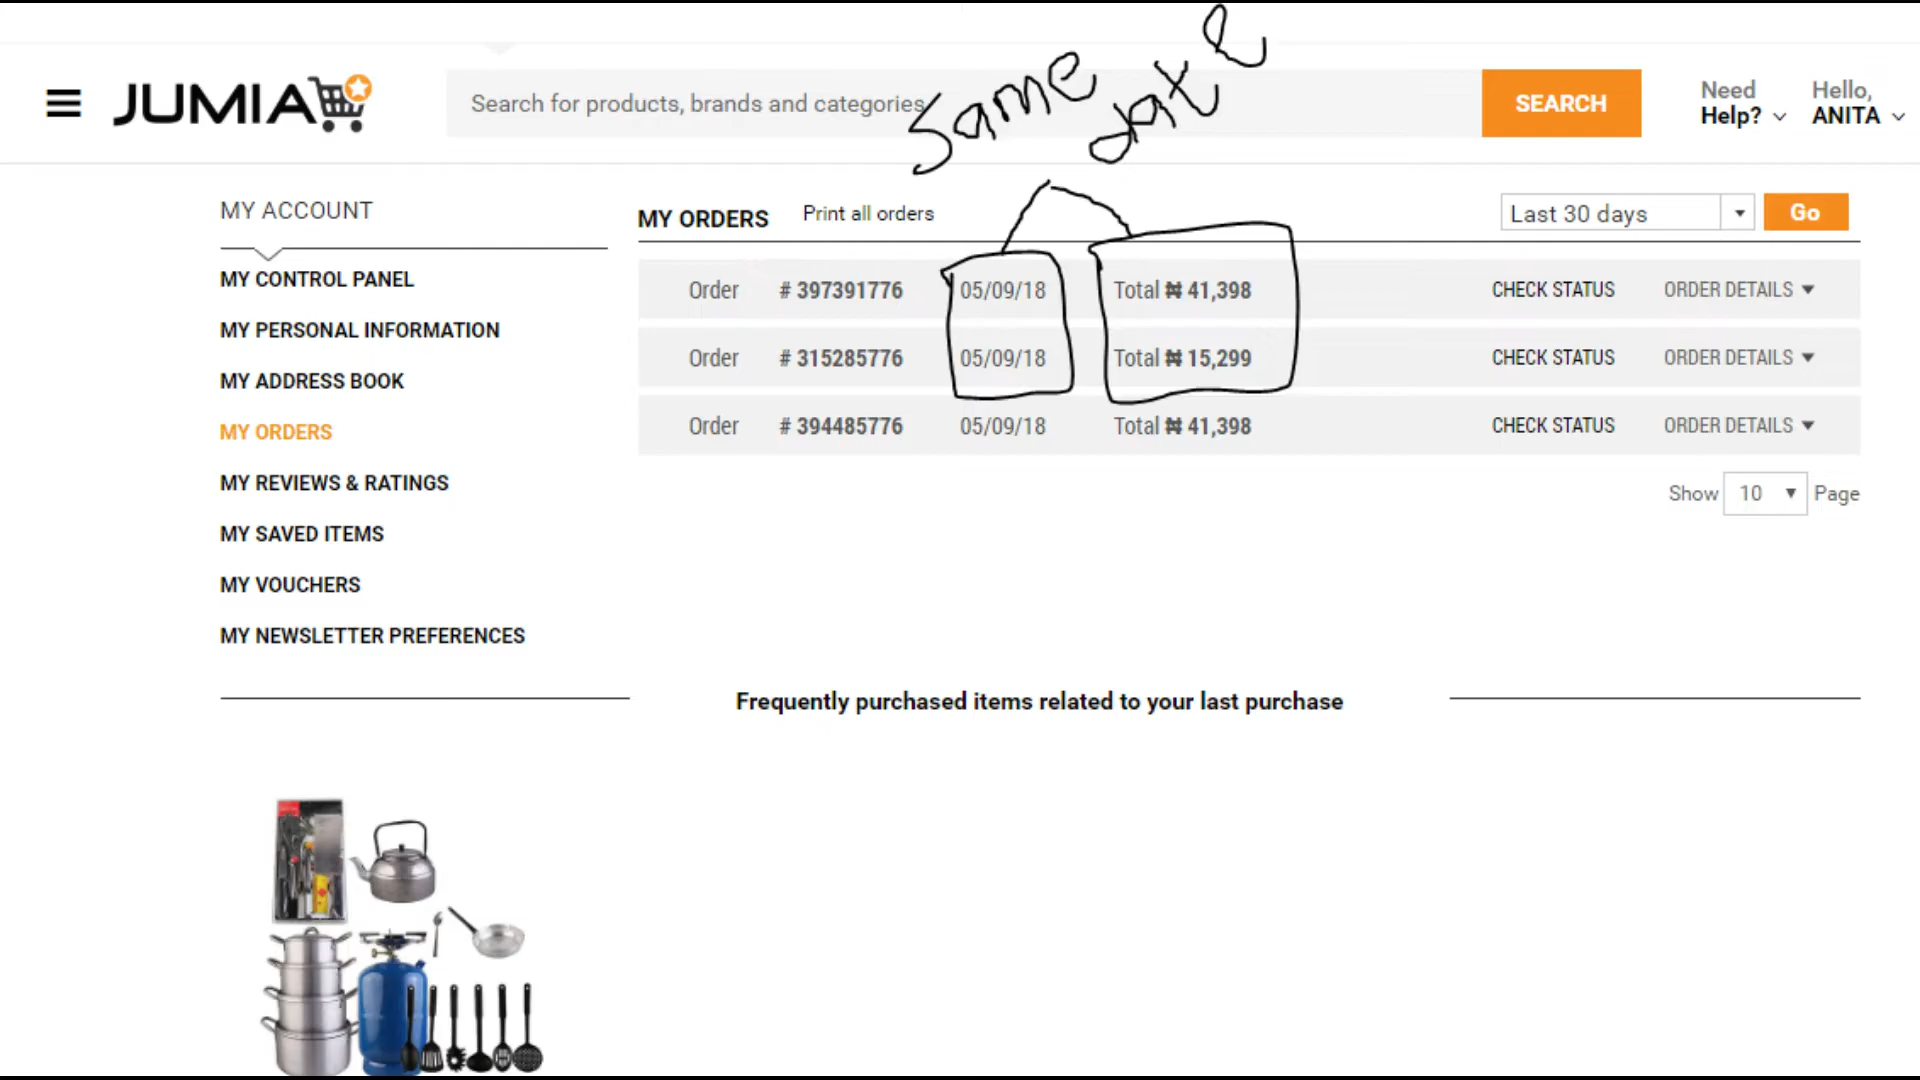 Same date
JUMIA
Search for products, brands and categories
SEARCH
Need Help?
Hello, ANITA
MY ACCOUNT
MY CONTROL PANEL
MY PERSONAL INFORMATION
MY ADDRESS BOOK
MY ORDERS
MY REVIEWS & RATINGS
MY SAVED ITEMS
MY VOUCHERS
MY NEWSLETTER PREFERENCES
MY ORDERS Print all orders
Last 30 days Go
Order # 397391776 05/09/18 Total ₦ 41,398 CHECK STATUS ORDER DETAILS
Order # 315285776 05/09/18 Total ₦ 15,299 CHECK STATUS ORDER DETAILS
Order # 394485776 05/09/18 Total ₦ 41,398 CHECK STATUS ORDER DETAILS
Show 10 Page
Frequently purchased items related to your last purchase